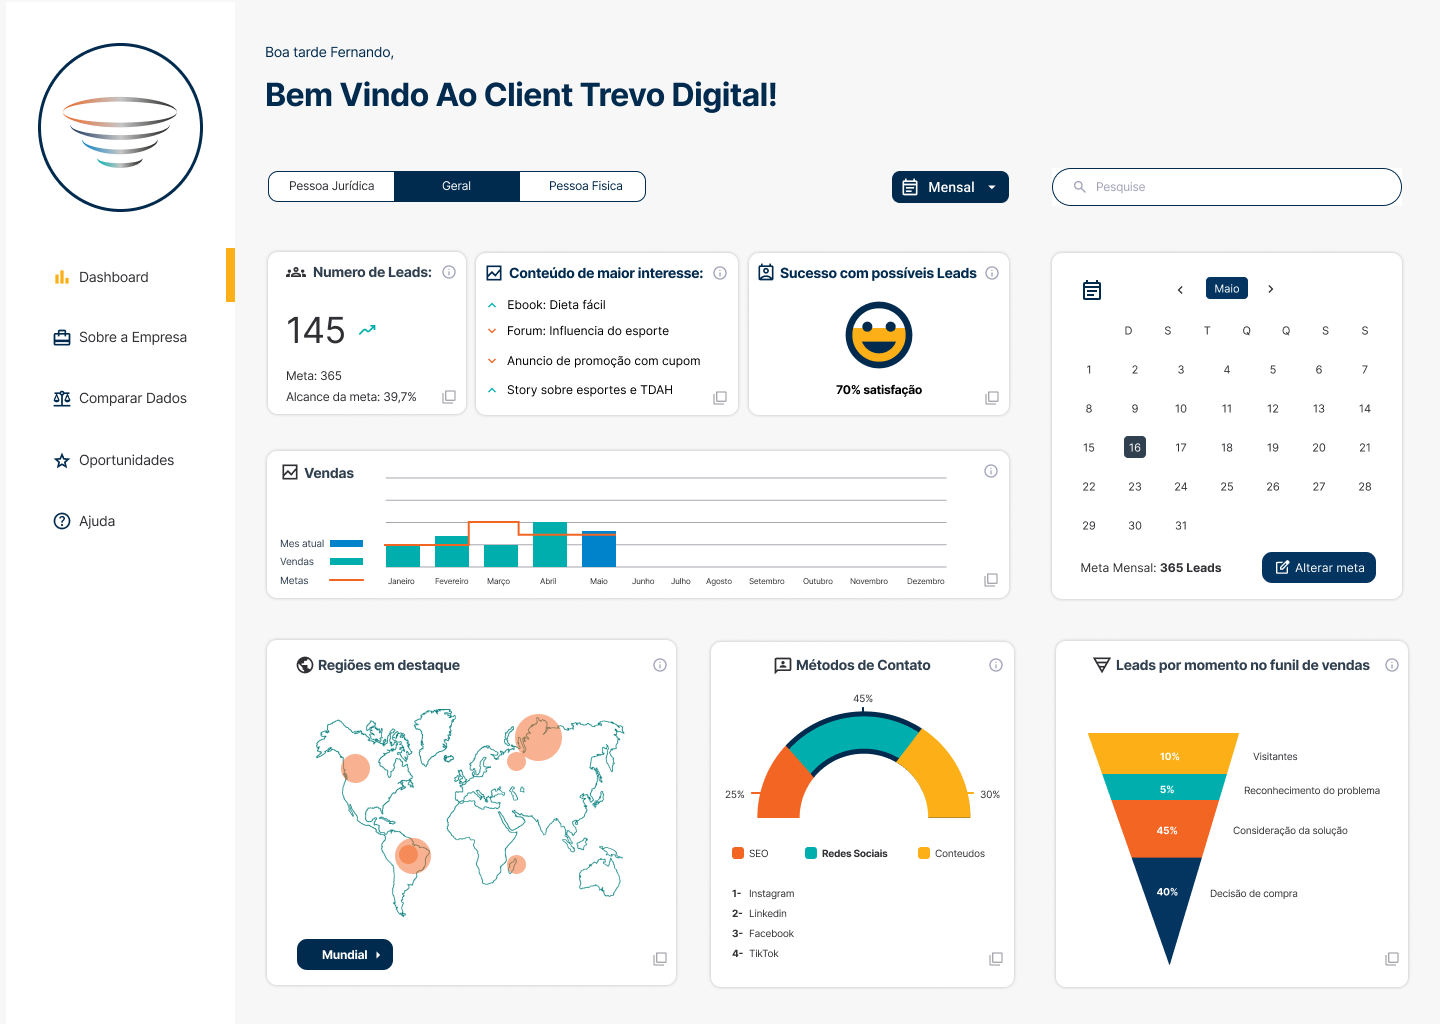 Boa tarde Fernando,
Bem Vindo Ao Client Trevo Digital!
Pessoa Jurídica Geral Pessoa Fisica
Mensal
Pesquise
Dashboard
Sobre a Empresa
Comparar Dados
Oportunidades
Ajuda
Numero de Leads:
145
Meta: 365
Alcance da meta: 39,7%
Conteúdo de maior interesse:
Ebook: Dieta fácil
Forum: Influencia do esporte
Anuncio de promoção com cupom
Story sobre esportes e TDAH
Sucesso com possíveis Leads
70% satisfação
Maio
D S T Q Q S S
1 2 3 4 5 6 7
8 9 10 11 12 13 14
15 16 17 18 19 20 21
22 23 24 25 26 27 28
29 30 31
Meta Mensal: 365 Leads
Alterar meta
Vendas
Mes atual
Vendas
Metas
Janeiro Fevereiro Março Abril Maio Junho Julho Agosto Setembro Outubro Novembro Dezembro
Regiões em destaque
Mundial
Métodos de Contato
45%
25%
30%
SEO Redes Sociais Conteudos
1- Instagram
2- Linkedin
3- Facebook
4- TikTok
Leads por momento no funil de vendas
10% Visitantes
5% Reconhecimento do problema
45% Consideração da solução
40% Decisão de compra